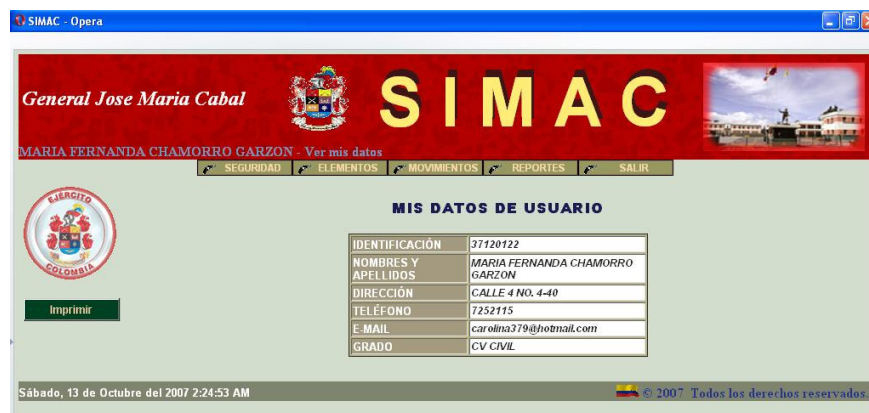 SIMAC - Opera
General Jose Maria Cabal
SIMAC
MARIA FERNANDA CHAMORRO GARZON - Ver mis datos
SEGURIDAD ELEMENTOS MOVIMIENTOS REPORTES SALIR
EJERCITO
COLOMBIA
Imprimir
MIS DATOS DE USUARIO
IDENTIFICACIÓN 37120122
NOMBRES Y APELLIDOS MARIA FERNANDA CHAMORRO
GARZON
DIRECCIÓN CALLE 4 NO. 4-40
TELÉFONO 7252115
E-MAIL carolina379@hotmail.com
GRADO CV CIVIL
Sábado, 13 de Octubre del 2007 2:24:53 AM
© 2007 Todos los derechos reservados.